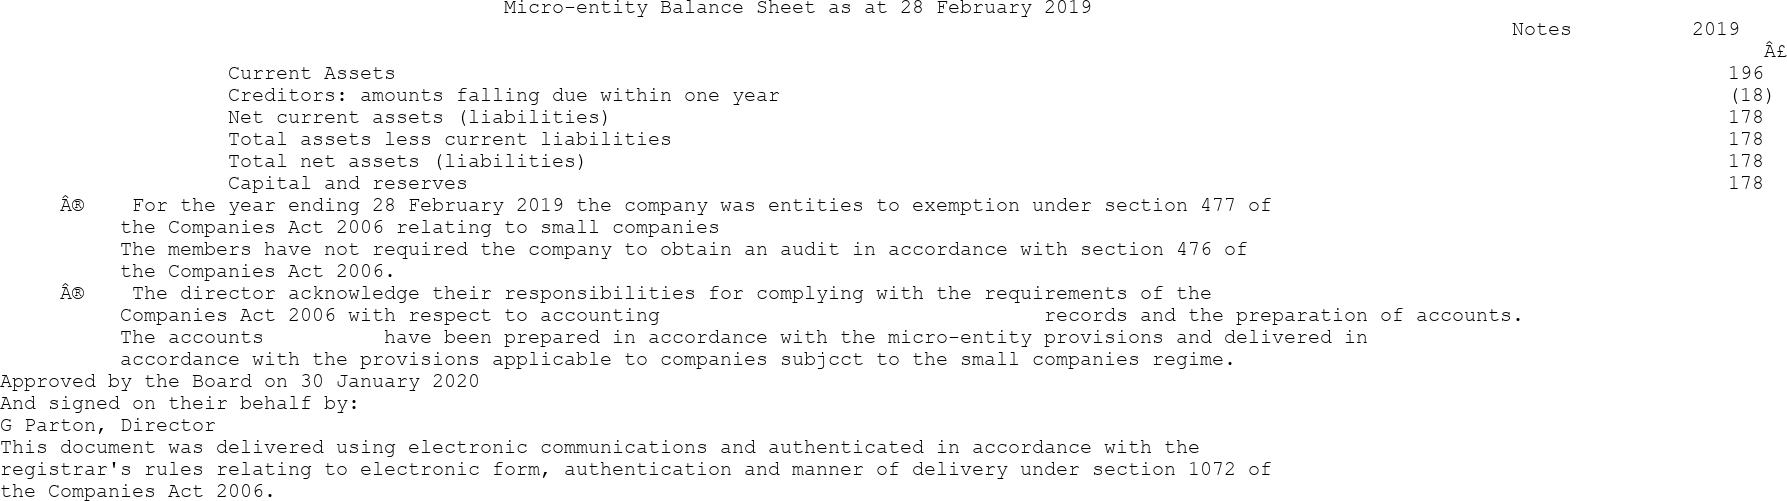 Micro-entity Balance Sheet as at 28 February 2019
Notes 2019
Â£
Current Assets 196
Creditors: amounts falling due within one year (18)
Net current assets (liabilities) 178
Total assets less current liabilities 178
Total net assets (liabilities) 178
Capital and reserves 178
Â® For the year ending 28 February 2019 the company was entities to exemption under section 477 of
the Companies Act 2006 relating to small companies
The members have not required the company to obtain an audit in accordance with section 476 of
the Companies Act 2006.
Â® The director acknowledge their responsibilities for complying with the requirements of the
Companies Act 2006 with respect to accounting records and the preparation of accounts.
The accounts have been prepared in accordance with the micro-entity provisions and delivered in
accordance with the provisions applicable to companies subjcct to the small companies regime.
Approved by the Board on 30 January 2020
And signed on their behalf by:
G Parton, Director
This document was delivered using electronic communications and authenticated in accordance with the
registrar's rules relating to electronic form, authentication and manner of delivery under section 1072 of
the Companies Act 2006.